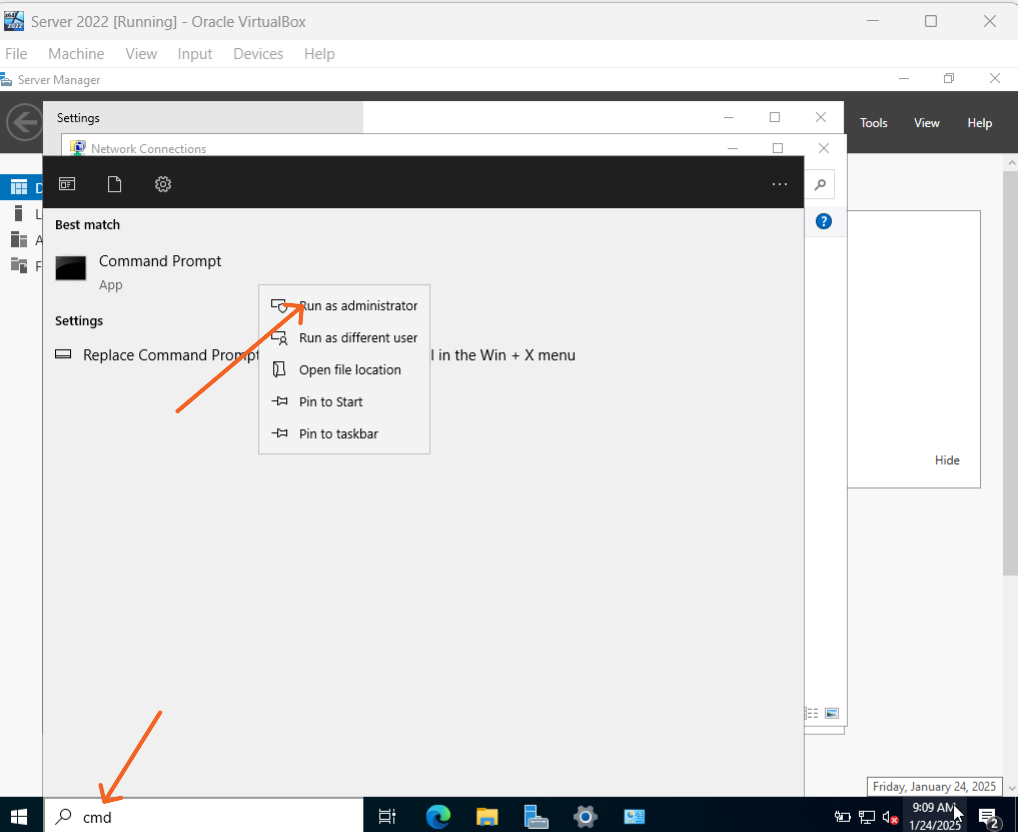 Server 2022 [Running] - Oracle VirtualBox
File Machine View Input Devices Help
Server Manager
Settings
Tools View Help
Network Connections
D
L
A
F
Best match
Command Prompt
App
Settings
Replace Command Prompt
l in the Win + X menu
Run as administrator
Run as different user
Open file location
Pin to Start
Pin to taskbar
Hide
Friday, January 24, 2025
cmd
9:09 AM
1/24/2025
2